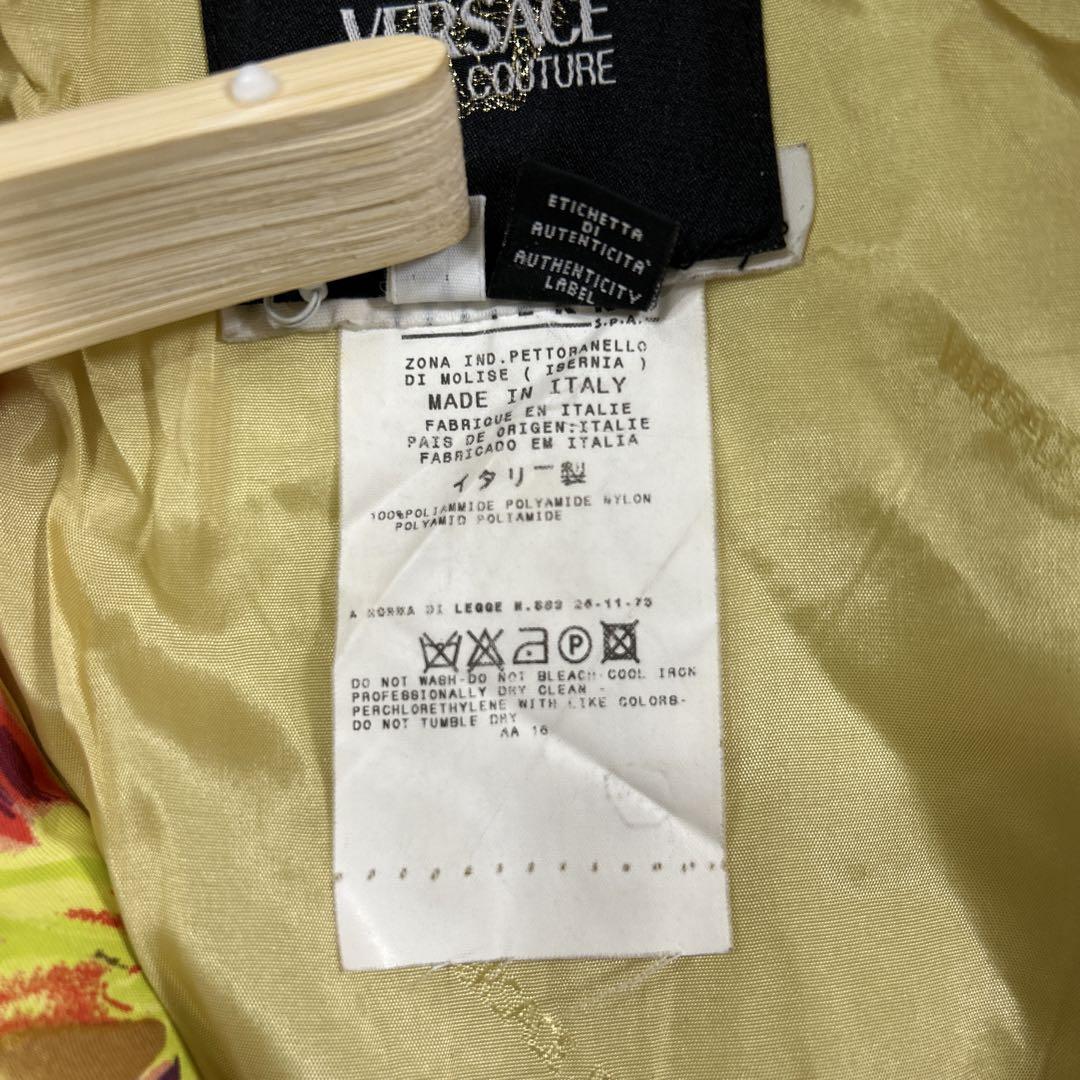 VERSACE
COUTURE
ETICHETTA
DI
AUTENTICITA'
AUTHENTICITY
LABEL
S.P.A.
ZONA IND.PETTORANELLO
DI MOLISE ( ISERNIA )
MADE IN ITALY
FABRIQUE EN ITALIE
PAIS DE ORIGEN:ITALIE
FABRICADO EM ITALIA
イタリー製
100%POLIAMMIDE POLYAMIDE NYLON
POLYAMID POLIAMIDE
A NORMA DI LEGGE N.883 26-11-73
P
DO NOT WASH-DO NOT BLEACH-COOL IRON
PROFESSIONALLY DRY CLEAN -
PERCHLORETHYLENE WITH LIKE COLORS-
DO NOT TUMBLE DRY
AA 16